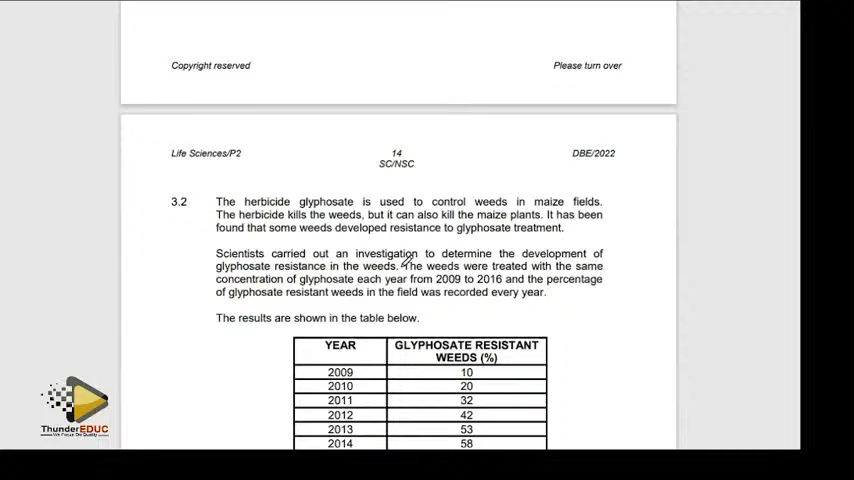 Copyright reserved Please turn over
Life Sciences/P2 14 DBE/2022
SC/NSC
3.2 The herbicide glyphosate is used to control weeds in maize fields.
The herbicide kills the weeds, but it can also kill the maize plants. It has been
found that some weeds developed resistance to glyphosate treatment.
Scientists carried out an investigation to determine the development of
glyphosate resistance in the weeds. The weeds were treated with the same
concentration of glyphosate each year from 2009 to 2016 and the percentage
of glyphosate resistant weeds in the field was recorded every year.
The results are shown in the table below.
YEAR GLYPHOSATE RESISTANT
WEEDS (%)
2009 10
2010 20
2011 32
2012 42
2013 53
2014 58
ThunderEDUC
We Focus On Quality